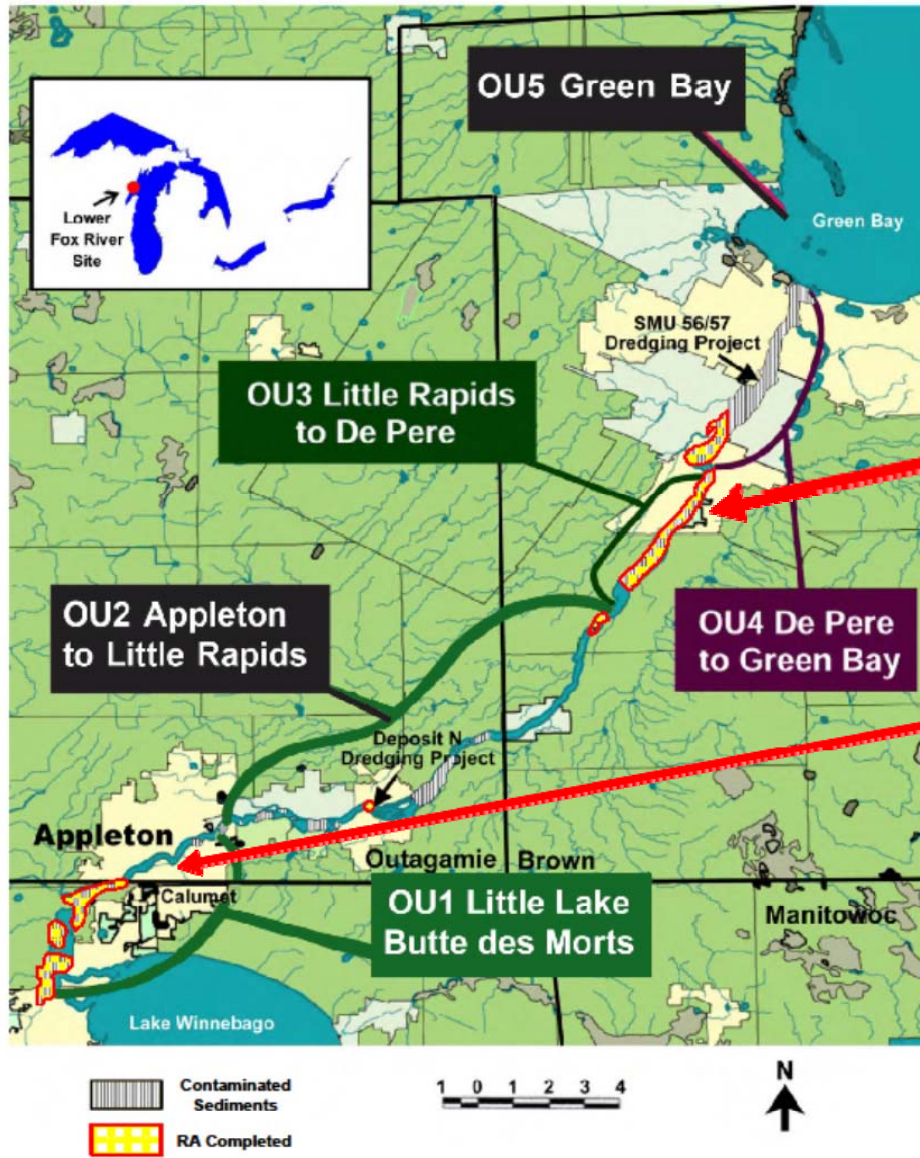 OU5 Green Bay
Lower
Fox River
Site
Green Bay
SMU 56/57
Dredging Project
OU3 Little Rapids
to De Pere
OU2 Appleton
to Little Rapids
OU4 De Pere
to Green Bay
Deposit N
Dredging Project
Appleton
Outagamie
Brown
Calumet
OU1 Little Lake
Butte des Morts
Manitowoc
Lake Winnebago
Contaminated
Sediments
RA Completed
1 0 1 2 3 4
N